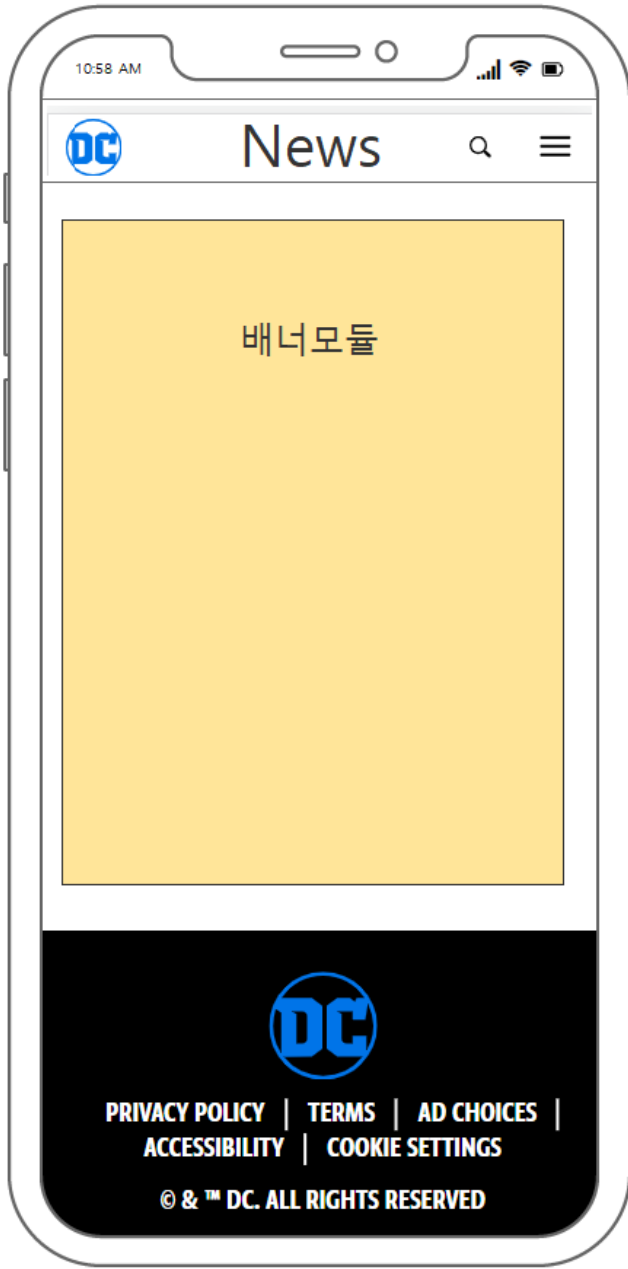 10:58 AM
DC News
배너모듈
DC
PRIVACY POLICY | TERMS | AD CHOICES |
ACCESSIBILITY | COOKIE SETTINGS
© & ™ DC. ALL RIGHTS RESERVED